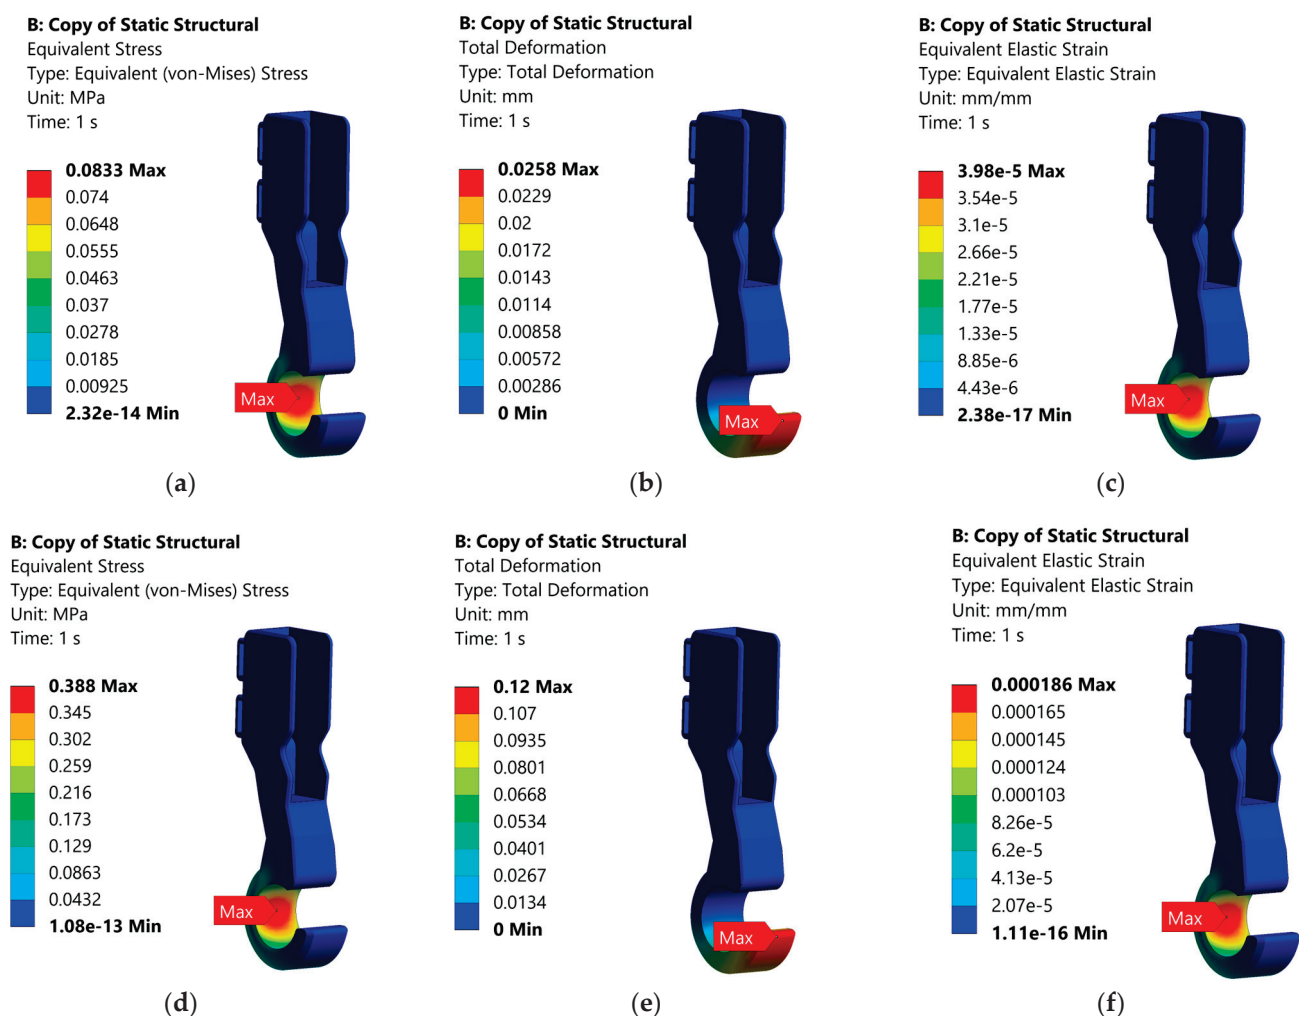 B: Copy of Static Structural
Equivalent Stress
Type: Equivalent (von-Mises) Stress
Unit: MPa
Time: 1 s
0.0833 Max
0.074
0.0648
0.0555
0.0463
0.037
0.0278
0.0185
0.00925
2.32e-14 Min
Max
(a)
B: Copy of Static Structural
Total Deformation
Type: Total Deformation
Unit: mm
Time: 1 s
0.0258 Max
0.0229
0.02
0.0172
0.0143
0.0114
0.00858
0.00572
0.00286
0 Min
Max
(b)
B: Copy of Static Structural
Equivalent Elastic Strain
Type: Equivalent Elastic Strain
Unit: mm/mm
Time: 1 s
3.98e-5 Max
3.54e-5
3.1e-5
2.66e-5
2.21e-5
1.77e-5
1.33e-5
8.85e-6
4.43e-6
2.38e-17 Min
Max
(c)
B: Copy of Static Structural
Equivalent Stress
Type: Equivalent (von-Mises) Stress
Unit: MPa
Time: 1 s
0.388 Max
0.345
0.302
0.259
0.216
0.173
0.129
0.0863
0.0432
1.08e-13 Min
Max
(d)
B: Copy of Static Structural
Total Deformation
Type: Total Deformation
Unit: mm
Time: 1 s
0.12 Max
0.107
0.0935
0.0801
0.0668
0.0534
0.0401
0.0267
0.0134
0 Min
Max
(e)
B: Copy of Static Structural
Equivalent Elastic Strain
Type: Equivalent Elastic Strain
Unit: mm/mm
Time: 1 s
0.000186 Max
0.000165
0.000145
0.000124
0.000103
8.26e-5
6.2e-5
4.13e-5
2.07e-5
1.11e-16 Min
Max
(f)